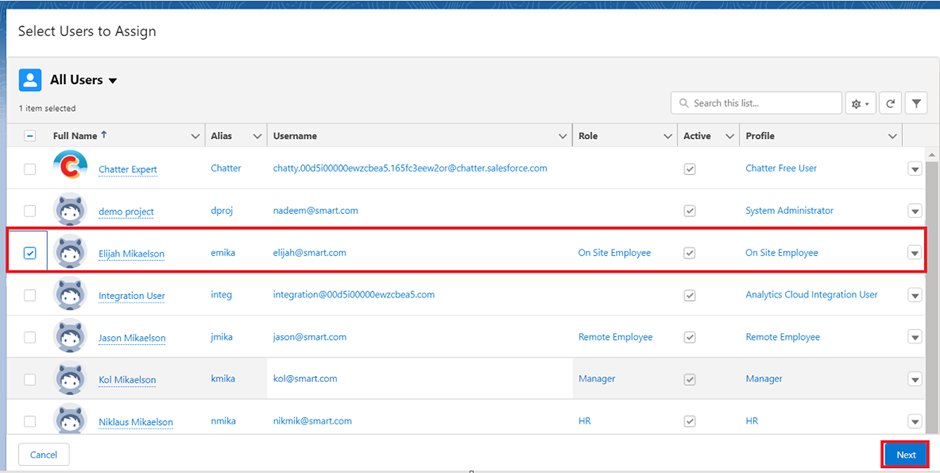 Select Users to Assign
All Users
1 item selected
Search this list...
Full Name ↑ Alias Username Role Active Profile
Chatter Expert Chatter chatty.00d5i00000ewzcbea5.165fc3eew2or@chatter.salesforce.com Chatter Free User
demo project dproj nadeem@smart.com System Administrator
Elijah Mikaelson emika elijah@smart.com On Site Employee On Site Employee
Integration User integ integration@00d5i00000ewzcbea5.com Analytics Cloud Integration User
Jason Mikaelson jmika jason@smart.com Remote Employee Remote Employee
Kol Mikaelson kmika kol@smart.com Manager Manager
Niklaus Mikaelson nmika nikmik@smart.com HR HR
Cancel Next